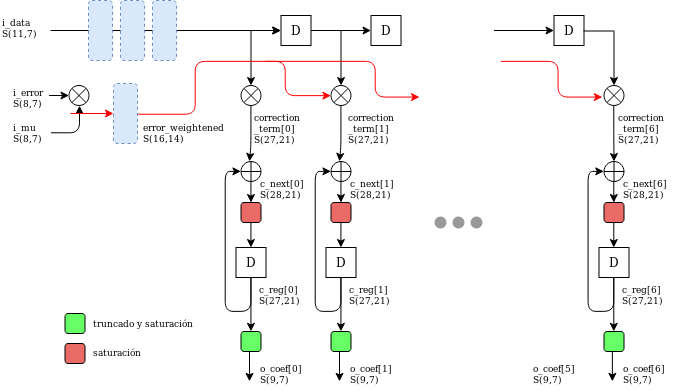 i_data
S(11,7)
D
D
D
i_error
S(8,7)
i_mu
S(8,7)
error_weighted
S(16,14)
correction
_term[0]
S(27,21)
correction
_term[1]
S(27,21)
correction
_term[6]
S(27,21)
c_next[0]
S(28,21)
c_next[1]
S(28,21)
c_next[6]
S(28,21)
D
D
D
c_reg[0]
S(27,21)
c_reg[1]
S(27,21)
c_reg[6]
S(27,21)
truncado y saturación
saturación
o_coef[0]
S(9,7)
o_coef[1]
S(9,7)
o_coef[5]
S(9,7)
o_coef[6]
S(9,7)